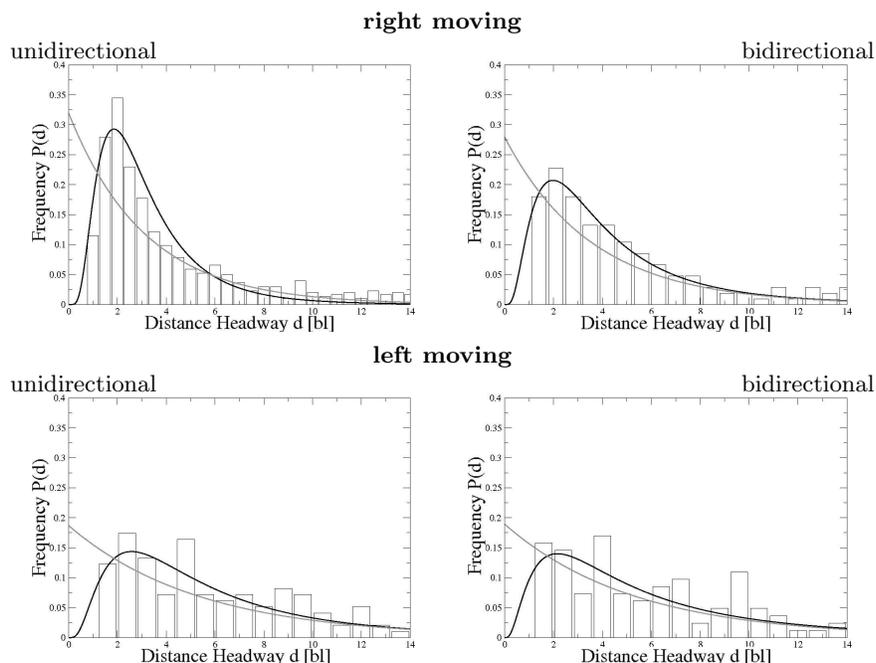 right moving
unidirectional
bidirectional
0.4
0.35
0.3
0.25
0.2
0.15
0.1
0.05
0
Frequency P(d)
0 2 4 6 8 10 12 14
Distance Headway d [bl]
0.4
0.35
0.3
0.25
0.2
0.15
0.1
0.05
0
Frequency P(d)
0 2 4 6 8 10 12 14
Distance Headway d [bl]
left moving
unidirectional
bidirectional
0.4
0.35
0.3
0.25
0.2
0.15
0.1
0.05
0
Frequency P(d)
0 2 4 6 8 10 12 14
Distance Headway d [bl]
0.4
0.35
0.3
0.25
0.2
0.15
0.1
0.05
0
Frequency P(d)
0 2 4 6 8 10 12 14
Distance Headway d [bl]